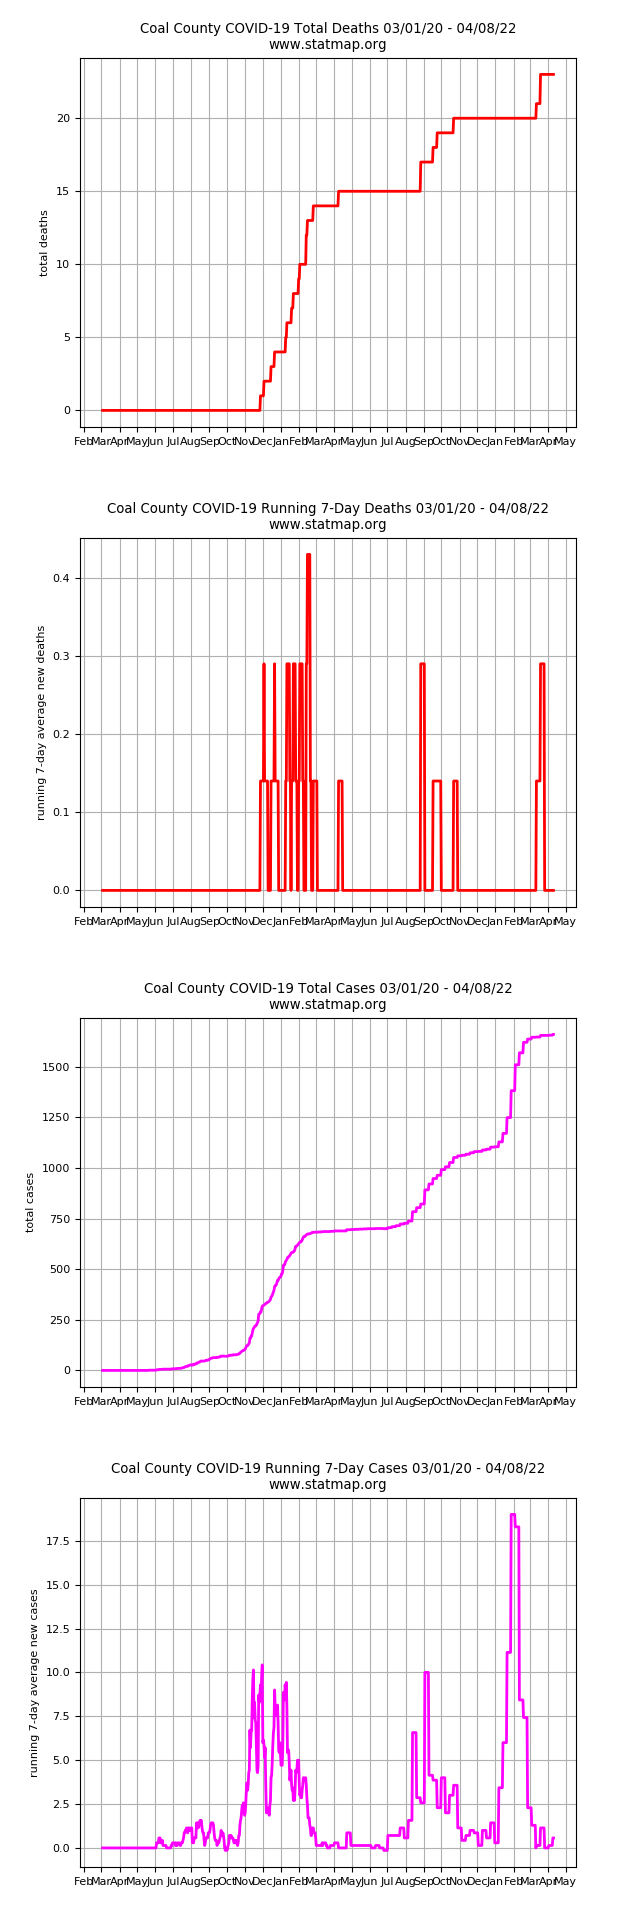 Coal County COVID-19 Total Deaths 03/01/20 - 04/08/22
www.statmap.org
20
15
10
5
0
total deaths
Feb Mar Apr May Jun Jul Aug Sep Oct Nov Dec Jan Feb Mar Apr May Jun Jul Aug Sep Oct Nov Dec Jan Feb Mar Apr May
Coal County COVID-19 Running 7-Day Deaths 03/01/20 - 04/08/22
www.statmap.org
0.4
0.3
0.2
0.1
0.0
running 7-day average new deaths
Feb Mar Apr May Jun Jul Aug Sep Oct Nov Dec Jan Feb Mar Apr May Jun Jul Aug Sep Oct Nov Dec Jan Feb Mar Apr May
Coal County COVID-19 Total Cases 03/01/20 - 04/08/22
www.statmap.org
1500
1250
1000
750
500
250
0
total cases
Feb Mar Apr May Jun Jul Aug Sep Oct Nov Dec Jan Feb Mar Apr May Jun Jul Aug Sep Oct Nov Dec Jan Feb Mar Apr May
Coal County COVID-19 Running 7-Day Cases 03/01/20 - 04/08/22
www.statmap.org
17.5
15.0
12.5
10.0
7.5
5.0
2.5
0.0
running 7-day average new cases
Feb Mar Apr May Jun Jul Aug Sep Oct Nov Dec Jan Feb Mar Apr May Jun Jul Aug Sep Oct Nov Dec Jan Feb Mar Apr May